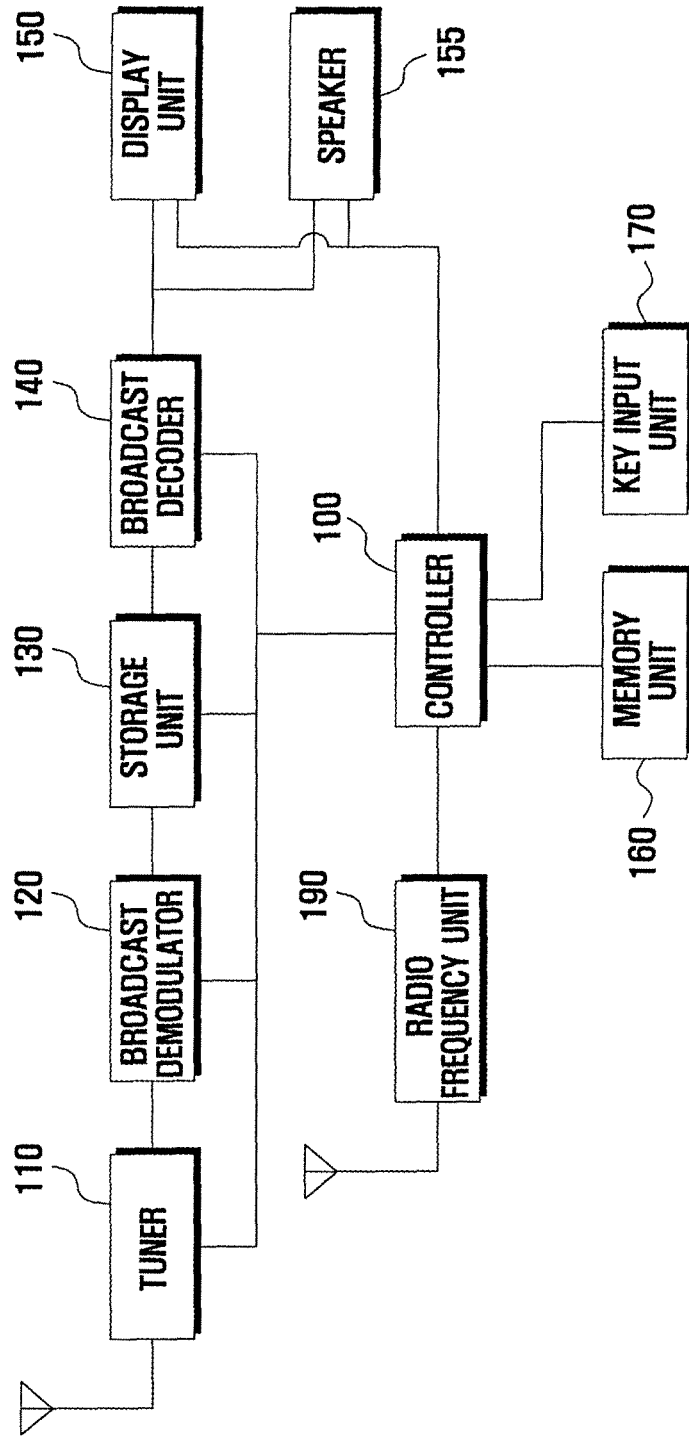 110
TUNER
120
BROADCAST
DEMODULATOR
130
STORAGE
UNIT
140
BROADCAST
DECODER
150
DISPLAY
UNIT
SPEAKER
155
190
RADIO
FREQUENCY UNIT
100
CONTROLLER
160
MEMORY
UNIT
KEY INPUT
UNIT
170